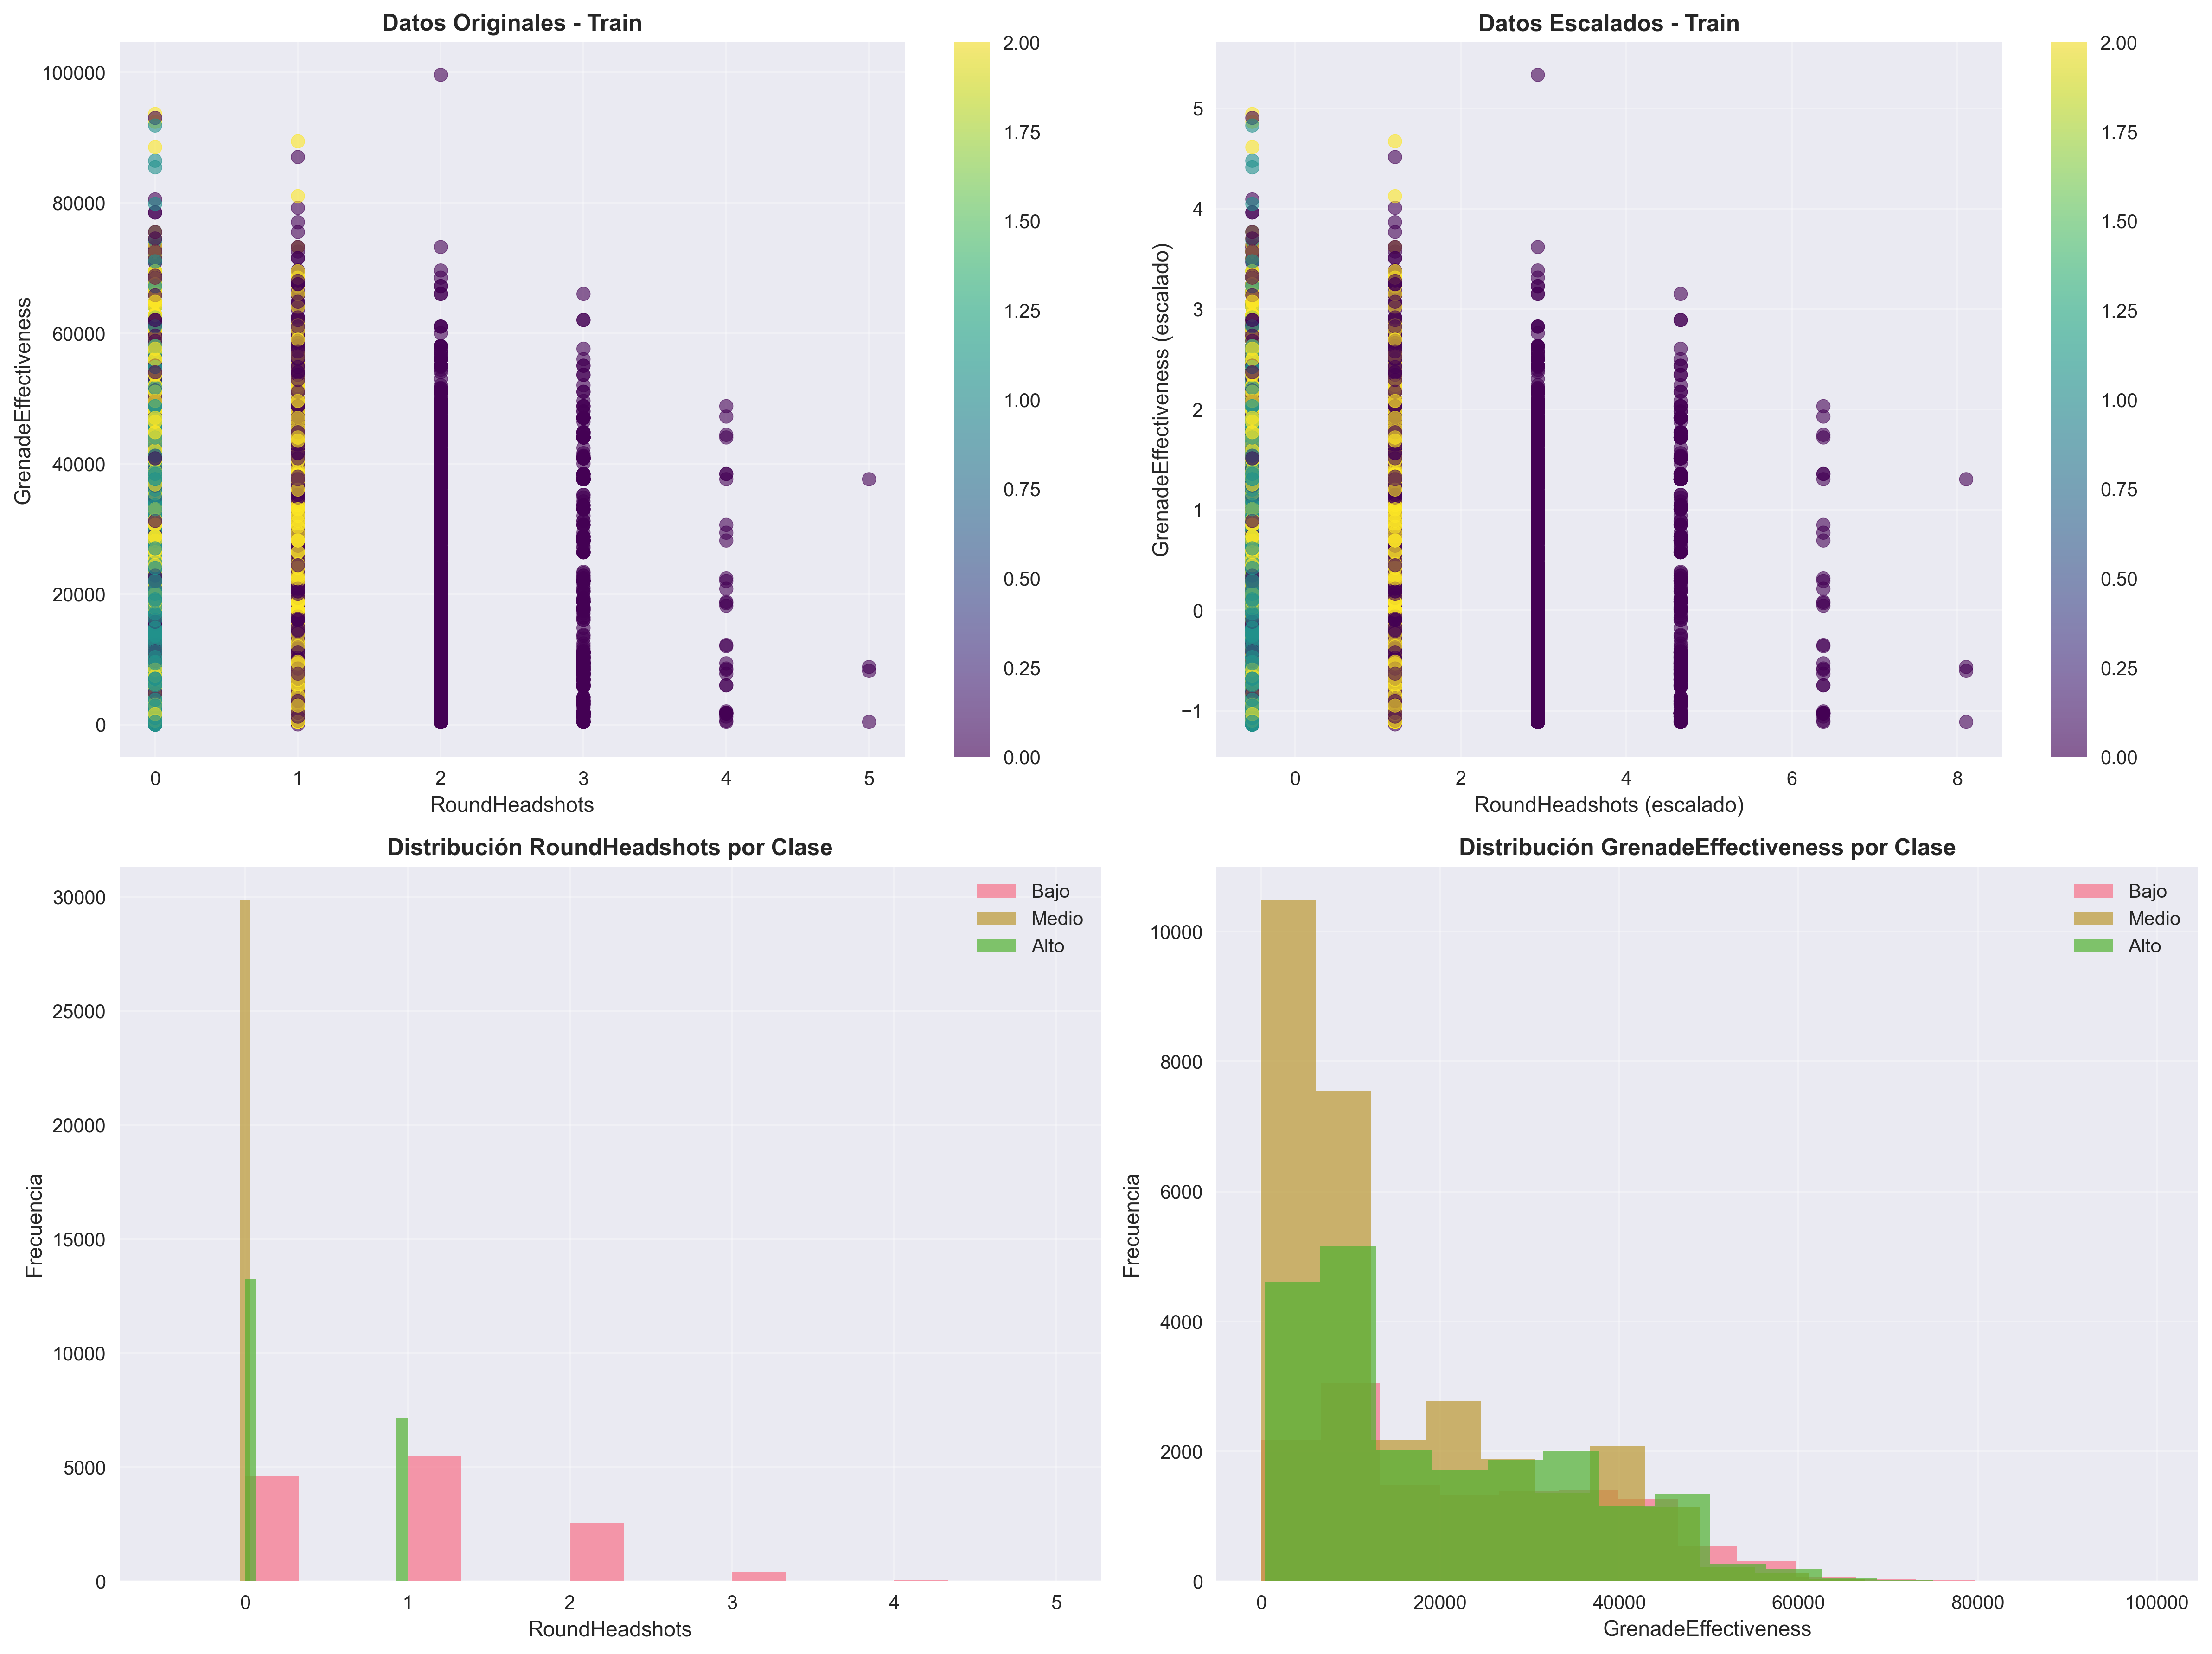 Datos Originales - Train
GrenadeEffectiveness
100000
80000
60000
40000
20000
0
0 1 2 3 4 5
RoundHeadshots
2.00
1.75
1.50
1.25
1.00
0.75
0.50
0.25
0.00
Datos Escalados - Train
GrenadeEffectiveness (escalado)
5
4
3
2
1
0
−1
0 2 4 6 8
RoundHeadshots (escalado)
2.00
1.75
1.50
1.25
1.00
0.75
0.50
0.25
0.00
Distribución RoundHeadshots por Clase
Frecuencia
30000
25000
20000
15000
10000
5000
0
0 1 2 3 4 5
RoundHeadshots
Bajo
Medio
Alto
Distribución GrenadeEffectiveness por Clase
Frecuencia
10000
8000
6000
4000
2000
0
0 20000 40000 60000 80000 100000
GrenadeEffectiveness
Bajo
Medio
Alto